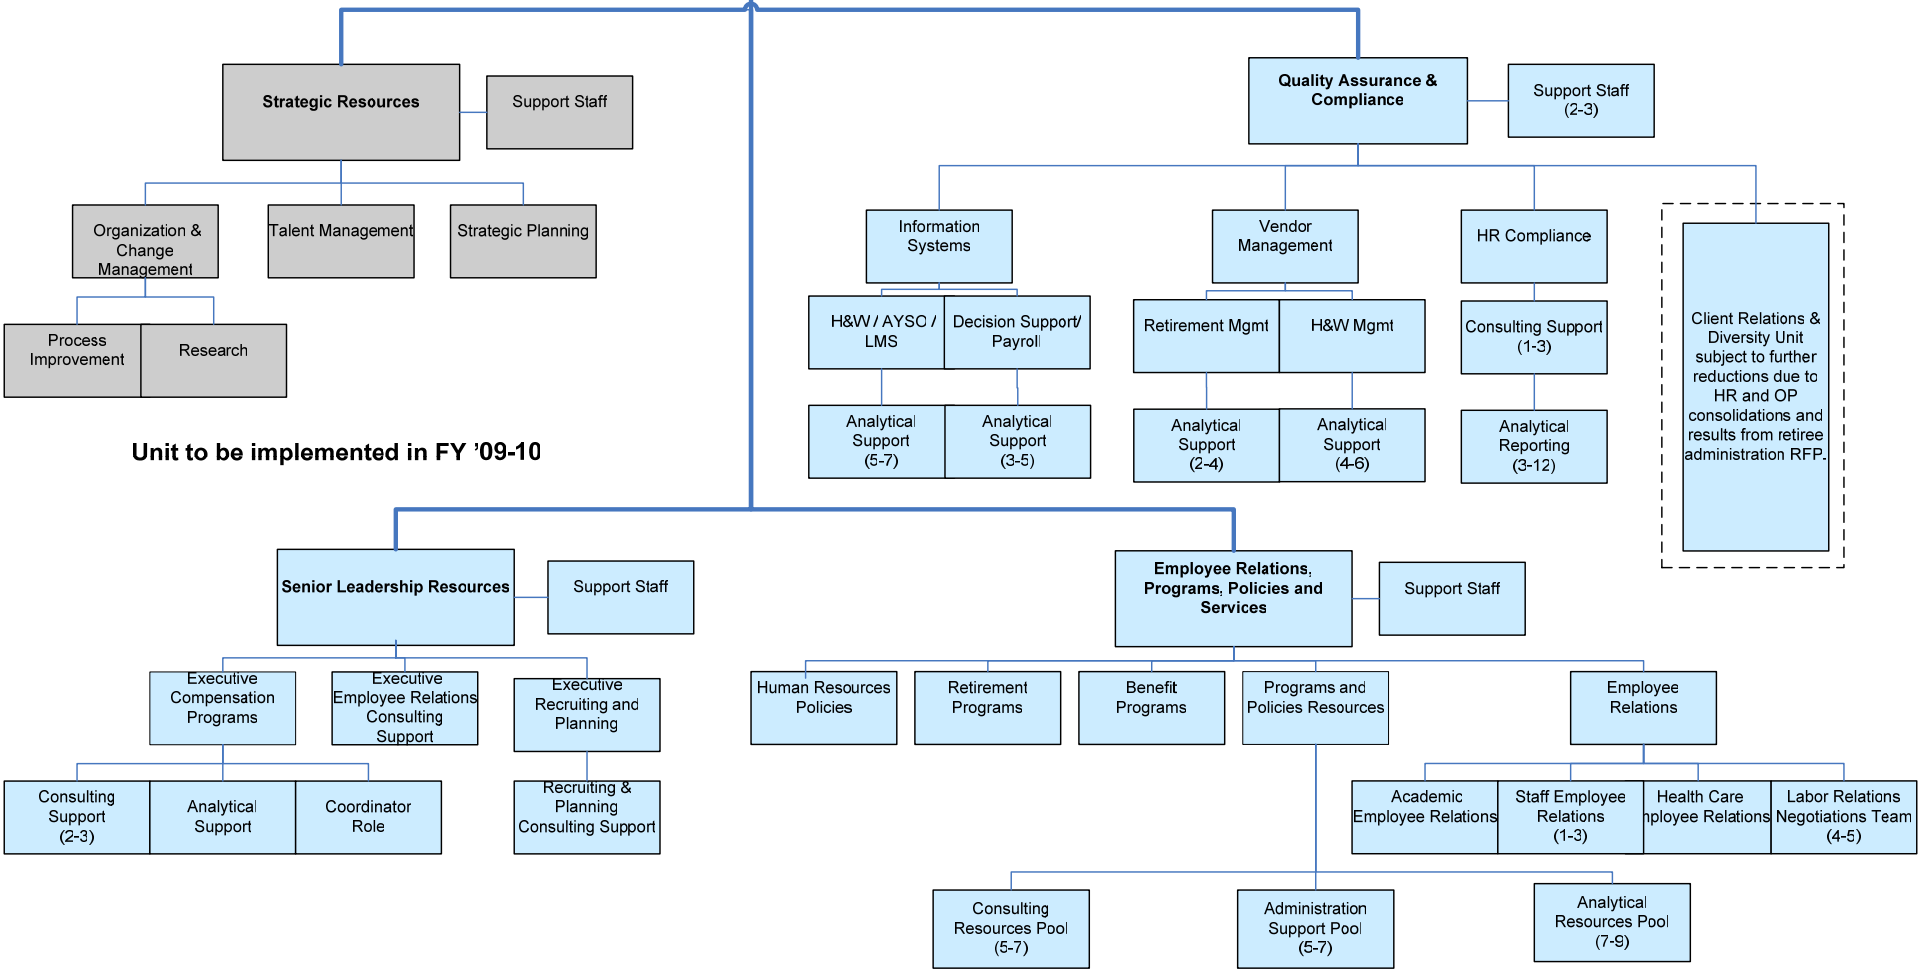 Strategic Resources
Support Staff
Organization &
Change
Management
Talent Management
Strategic Planning
Process
Improvement
Research
Unit to be implemented in FY ’09-10
Quality Assurance &
Compliance
Support Staff
(2-3)
Information
Systems
Vendor
Management
HR Compliance
H&W / AYSO /
LMS
Decision Support/
Payroll
Retirement Mgmt
H&W Mgmt
Consulting Support
(1-3)
Analytical
Support
(5-7)
Analytical
Support
(3-5)
Analytical
Support
(2-4)
Analytical
Support
(4-6)
Analytical
Reporting
(3-12)
Client Relations &
Diversity Unit
subject to further
reductions due to
HR and OP
consolidations and
results from retiree
administration RFP.
Senior Leadership Resources
Support Staff
Executive
Compensation
Programs
Executive
Employee Relations
Consulting
Support
Executive
Recruiting and
Planning
Consulting
Support
(2-3)
Analytical
Support
Coordinator
Role
Recruiting &
Planning
Consulting Support
Employee Relations,
Programs, Policies and
Services
Support Staff
Human Resources
Policies
Retirement
Programs
Benefit
Programs
Programs and
Policies Resources
Employee
Relations
Academic
Employee Relations
Staff Employee
Relations
(1-3)
Health Care
nployee Relations
Labor Relations
Negotiations Team
(4-5)
Consulting
Resources Pool
(5-7)
Administration
Support Pool
(5-7)
Analytical
Resources Pool
(7-9)